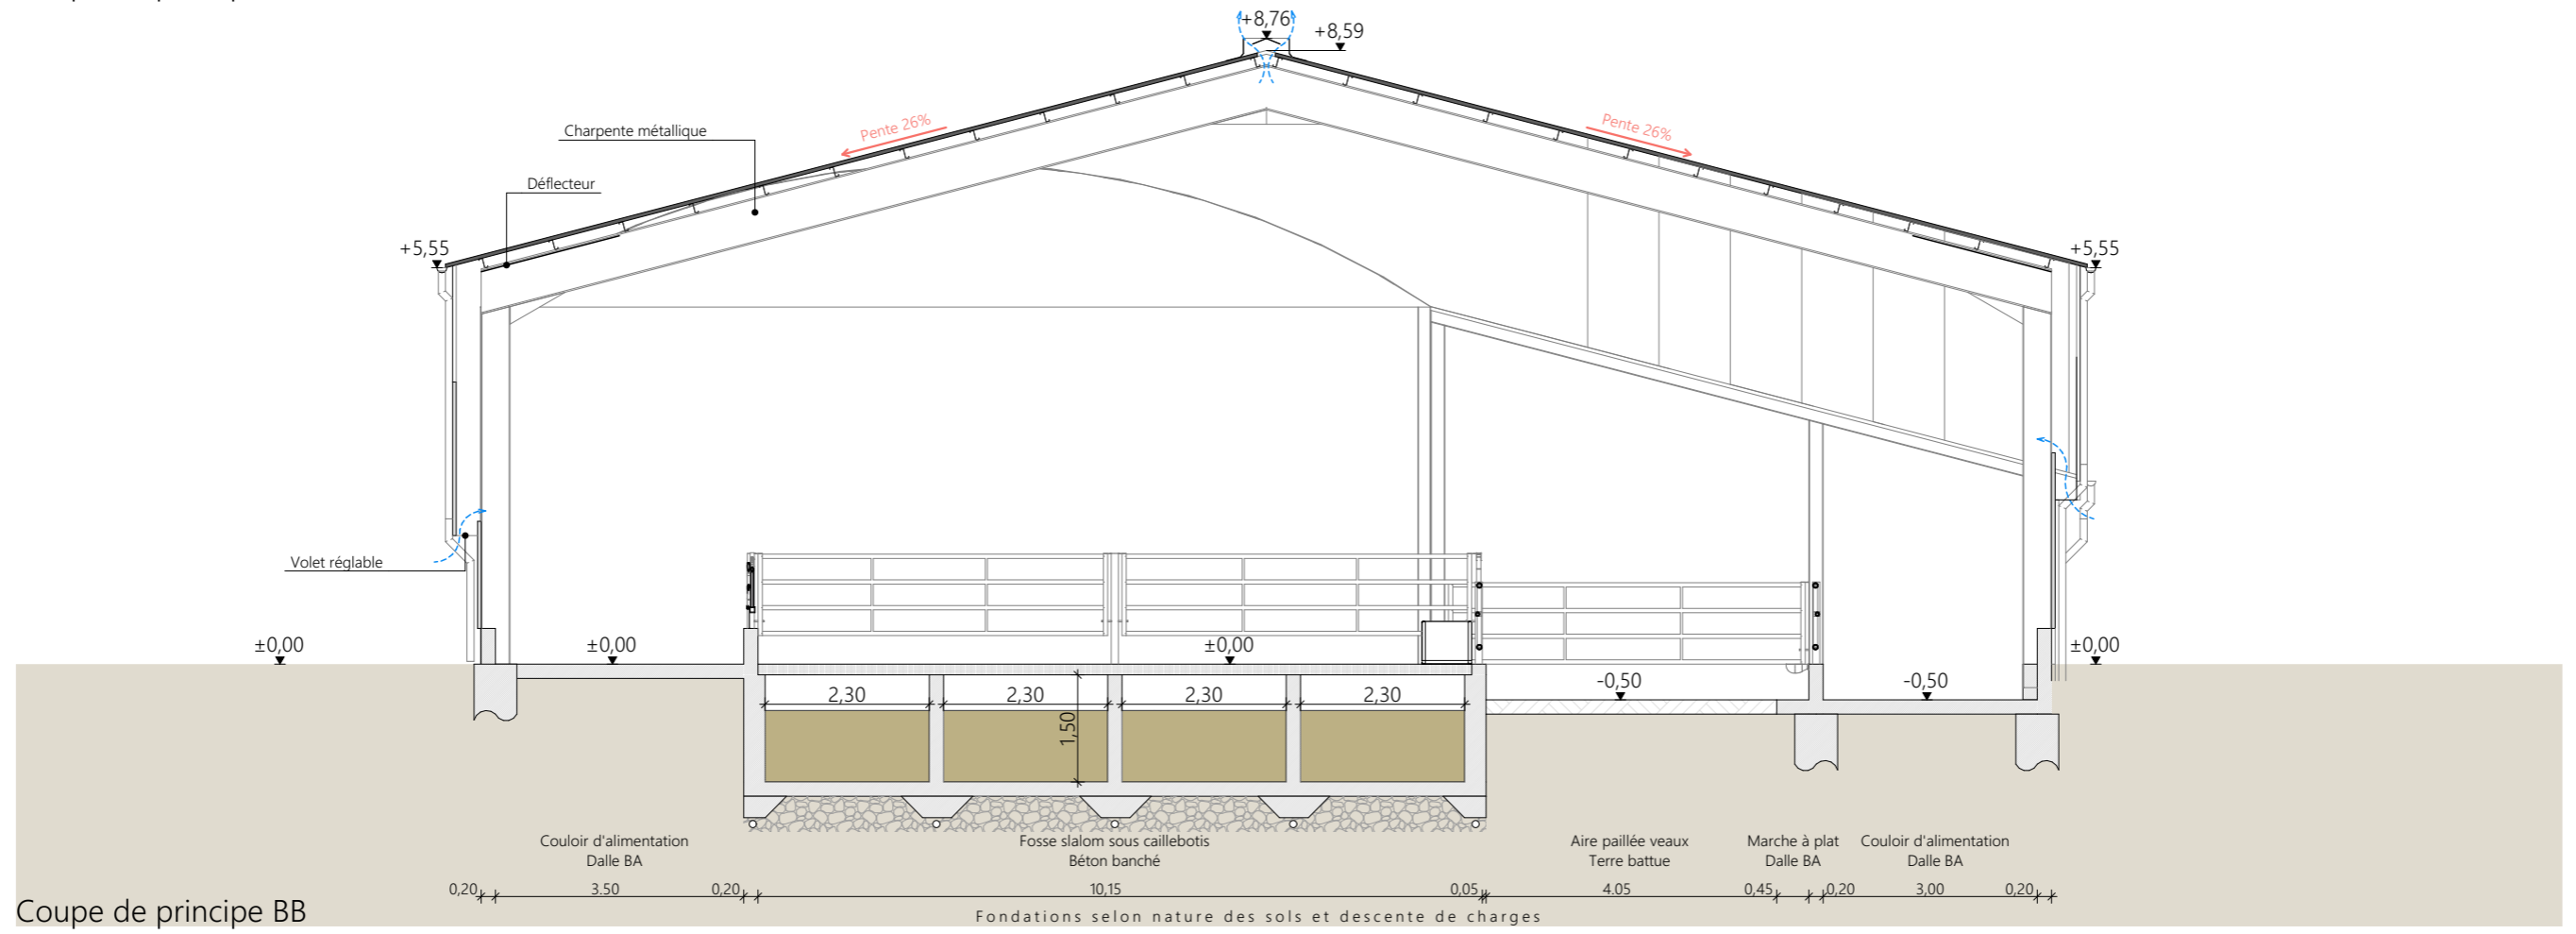 +8,76
+8,59
Pente 26%
Pente 26%
Charpente métallique
Déflecteur
+5,55
+5,55
Volet réglable
±0,00
±0,00
±0,00
±0,00
-0,50
-0,50
2,30
2,30
2,30
2,30
1,50
Couloir d'alimentation
Dalle BA
Fosse slalom sous caillebotis
Béton banché
Aire paillée veaux
Terre battue
Marche à plat
Dalle BA
Couloir d'alimentation
Dalle BA
0,20 3.50 0,20 10,15 0,05 4.05 0,45 0,20 3,00 0,20
Coupe de principe BB
Fondations selon nature des sols et descente de charges